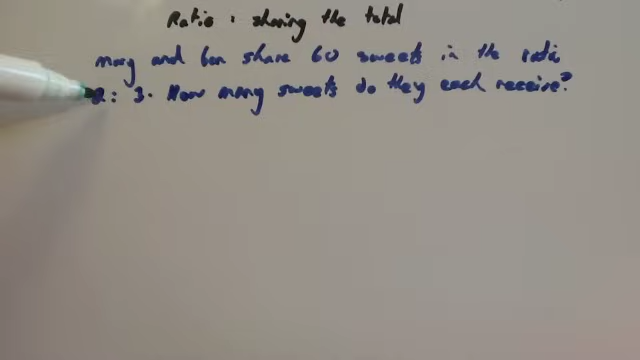 Ratio : sharing the total
mary and ben share 60 sweets in the ratio
2: 3. How many sweets do they each receive?